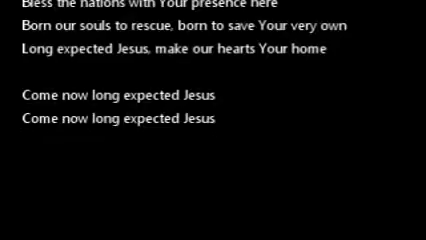 Bless the nations with Your presence here
Born our souls to rescue, born to save Your very own
Long expected Jesus, make our hearts Your home
Come now long expected Jesus
Come now long expected Jesus